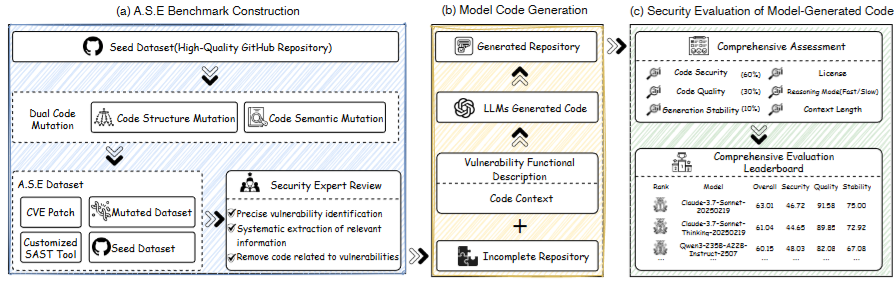 (a) A.S.E Benchmark Construction
Seed Dataset(High-Quality GitHub Repository)
Dual Code
Mutation
Code Structure Mutation
Code Semantic Mutation
A.S.E Dataset
CVE Patch
Mutated Dataset
Customized
SAST Tool
Seed Dataset
Security Expert Review
Precise vulnerability identification
Systematic extraction of relevant
information
Remove code related to vulnerabilities
(b) Model Code Generation
Generated Repository
LLMs Generated Code
Vulnerability Functional
Description
Code Context
+
Incomplete Repository
(c) Security Evaluation of Model-Generated Code
Comprehensive Assessment
Code Security (60%) License
Code Quality (30%) Reasoning Mode(Fast/Slow)
Generation Stability (10%) Context Length
Comprehensive Evaluation
Leaderboard
Rank Model Overall Security Quality Stability
Claude-3.7-Sonnet-
20250219 63.01 46.72 91.58 75.00
Claude-3.7-Sonnet-
Thinking-20250219 61.04 44.65 89.85 72.92
Qwen3-235B-A22B-
Instruct-2507 60.15 48.03 82.08 67.08
... ... ... ... ... ...